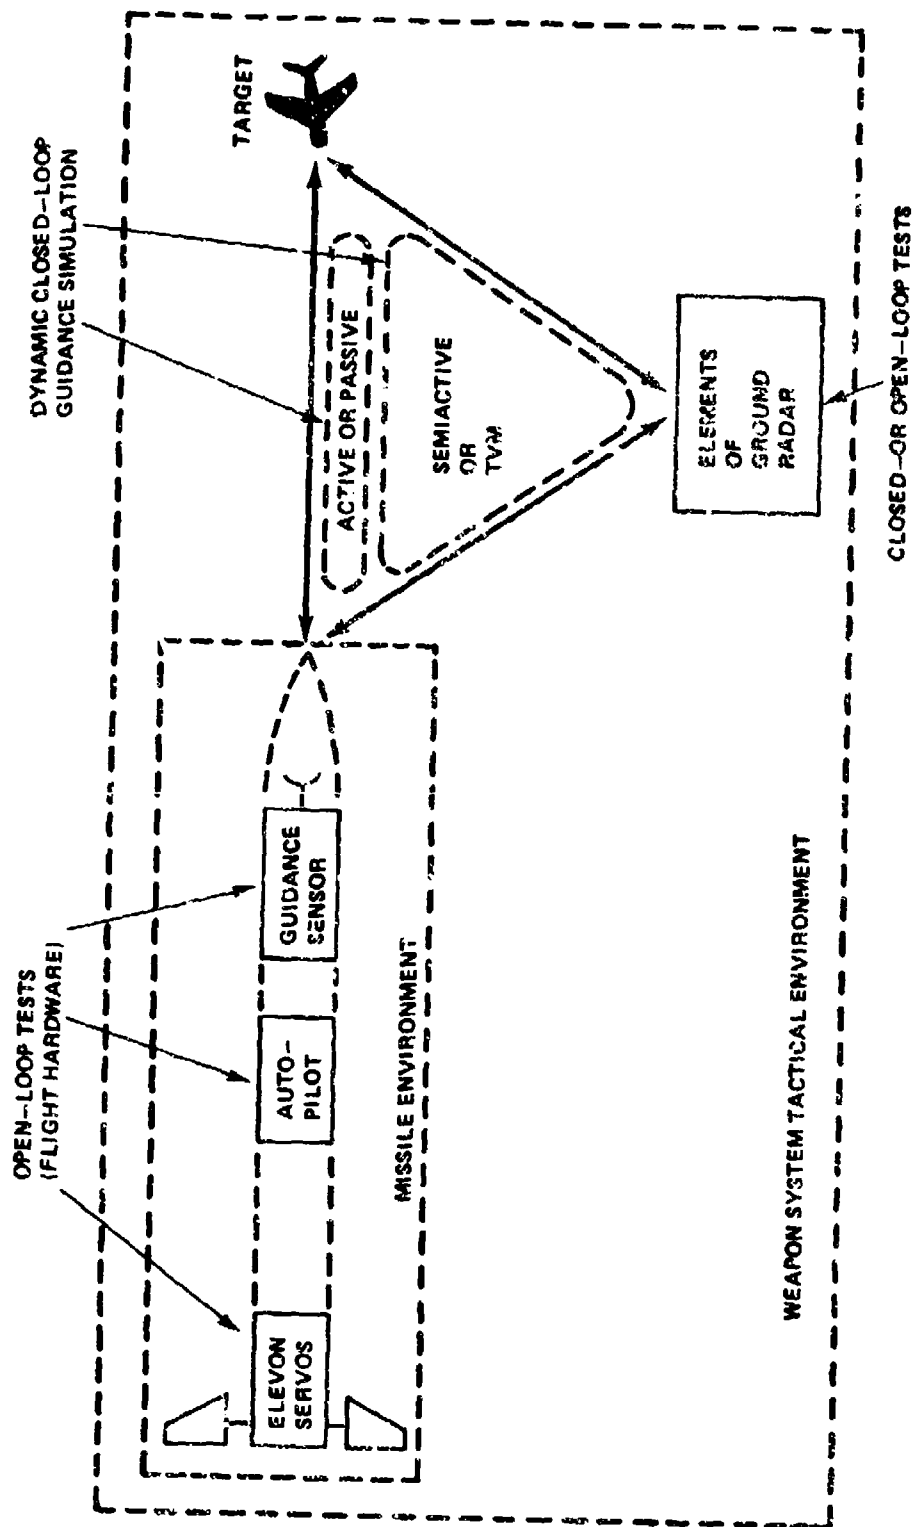 DYNAMIC CLOSED-LOOP
GUIDANCE SIMULATION
OPEN-LOOP TESTS
(FLIGHT HARDWARE)
TARGET
ACTIVE OR PASSIVE
SEMIACTIVE
OR
TVM
ELEVON
SERVOS
AUTO-
PILOT
GUIDANCE
SENSOR
MISSILE ENVIRONMENT
ELEMENTS
OF
GROUND
RADAR
WEAPON SYSTEM TACTICAL ENVIRONMENT
CLOSED-OR OPEN-LOOP TESTS